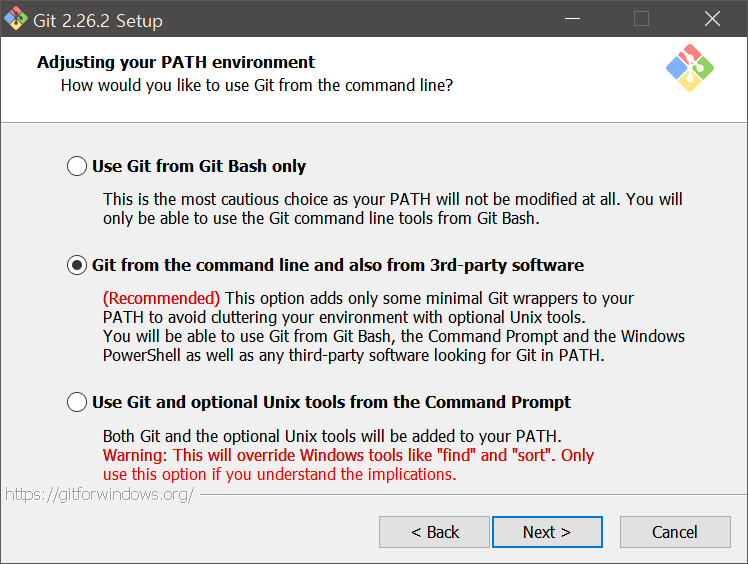 Git 2.26.2 Setup
Adjusting your PATH environment
How would you like to use Git from the command line?
Use Git from Git Bash only
This is the most cautious choice as your PATH will not be modified at all. You will
only be able to use the Git command line tools from Git Bash.
Git from the command line and also from 3rd-party software
(Recommended) This option adds only some minimal Git wrappers to your
PATH to avoid cluttering your environment with optional Unix tools.
You will be able to use Git from Git Bash, the Command Prompt and the Windows
PowerShell as well as any third-party software looking for Git in PATH.
Use Git and optional Unix tools from the Command Prompt
Both Git and the optional Unix tools will be added to your PATH.
Warning: This will override Windows tools like "find" and "sort". Only
use this option if you understand the implications.
https://gitforwindows.org/
< Back
Next >
Cancel